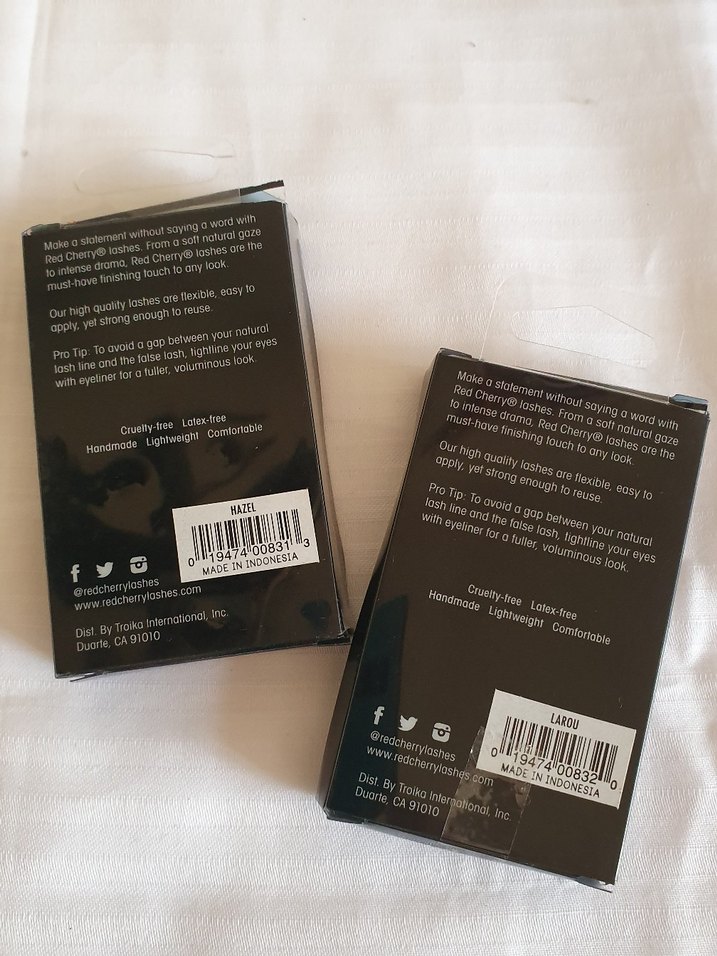 Make a statement without saying a word with
Red Cherry® lashes. From a soft natural gaze
to intense drama, Red Cherry® lashes are the
must-have finishing touch to any look.
Our high quality lashes are flexible, easy to
apply, yet strong enough to reuse.
Pro Tip: To avoid a gap between your natural
lash line and the false lash, tightline your eyes
with eyeliner for a fuller, voluminous look.
Cruelty-free Latex-free
Handmade Lightweight Comfortable
HAZEL
0 19474 00831 3
MADE IN INDONESIA
@redcherrylashes
www.redcherrylashes.com
Dist. By Troika International, Inc.
Duarte, CA 91010
Make a statement without saying a word with
Red Cherry® lashes. From a soft natural gaze
to intense drama, Red Cherry® lashes are the
must-have finishing touch to any look.
Our high quality lashes are flexible, easy to
apply, yet strong enough to reuse.
Pro Tip: To avoid a gap between your natural
lash line and the false lash, tightline your eyes
with eyeliner for a fuller, voluminous look.
Cruelty-free Latex-free
Handmade Lightweight Comfortable
LAROU
0 19474 00832 0
MADE IN INDONESIA
@redcherrylashes
www.redcherrylashes.com
Dist. By Troika International, Inc.
Duarte, CA 91010